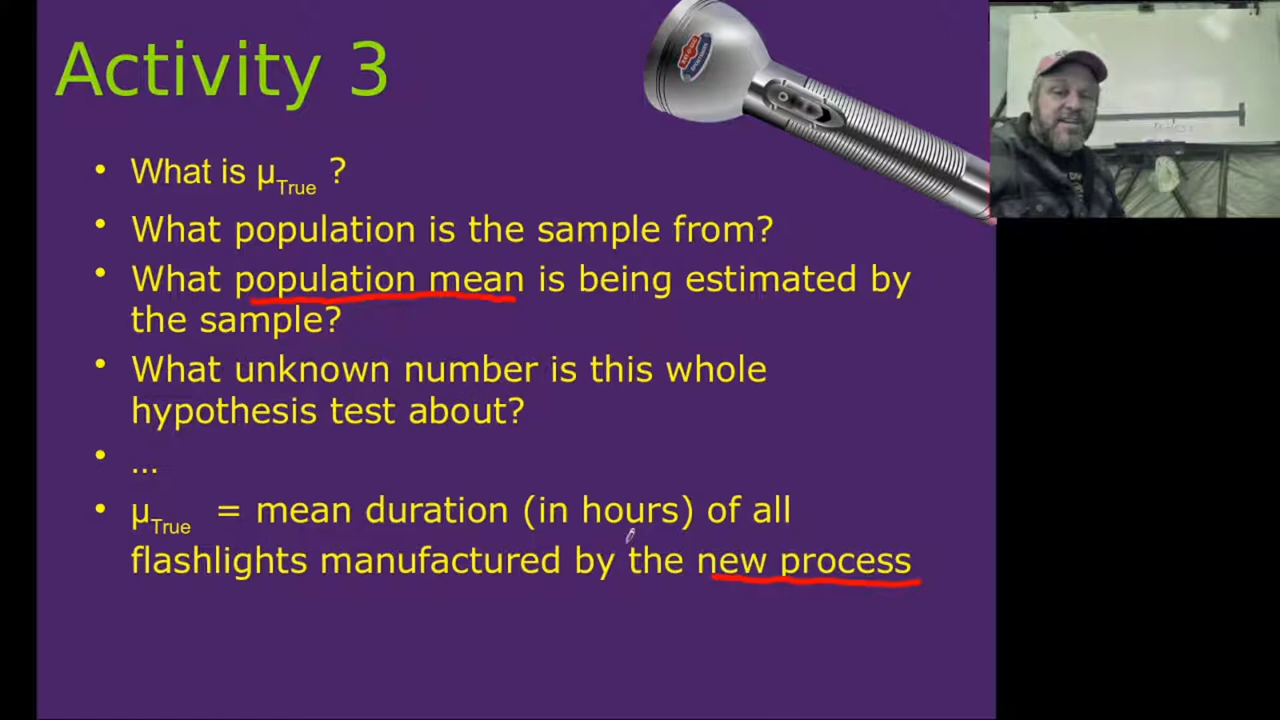 Activity 3
• What is μTrue ?
• What population is the sample from?
• What population mean is being estimated by
the sample?
• What unknown number is this whole
hypothesis test about?
• ...
• μTrue = mean duration (in hours) of all
flashlights manufactured by the new process